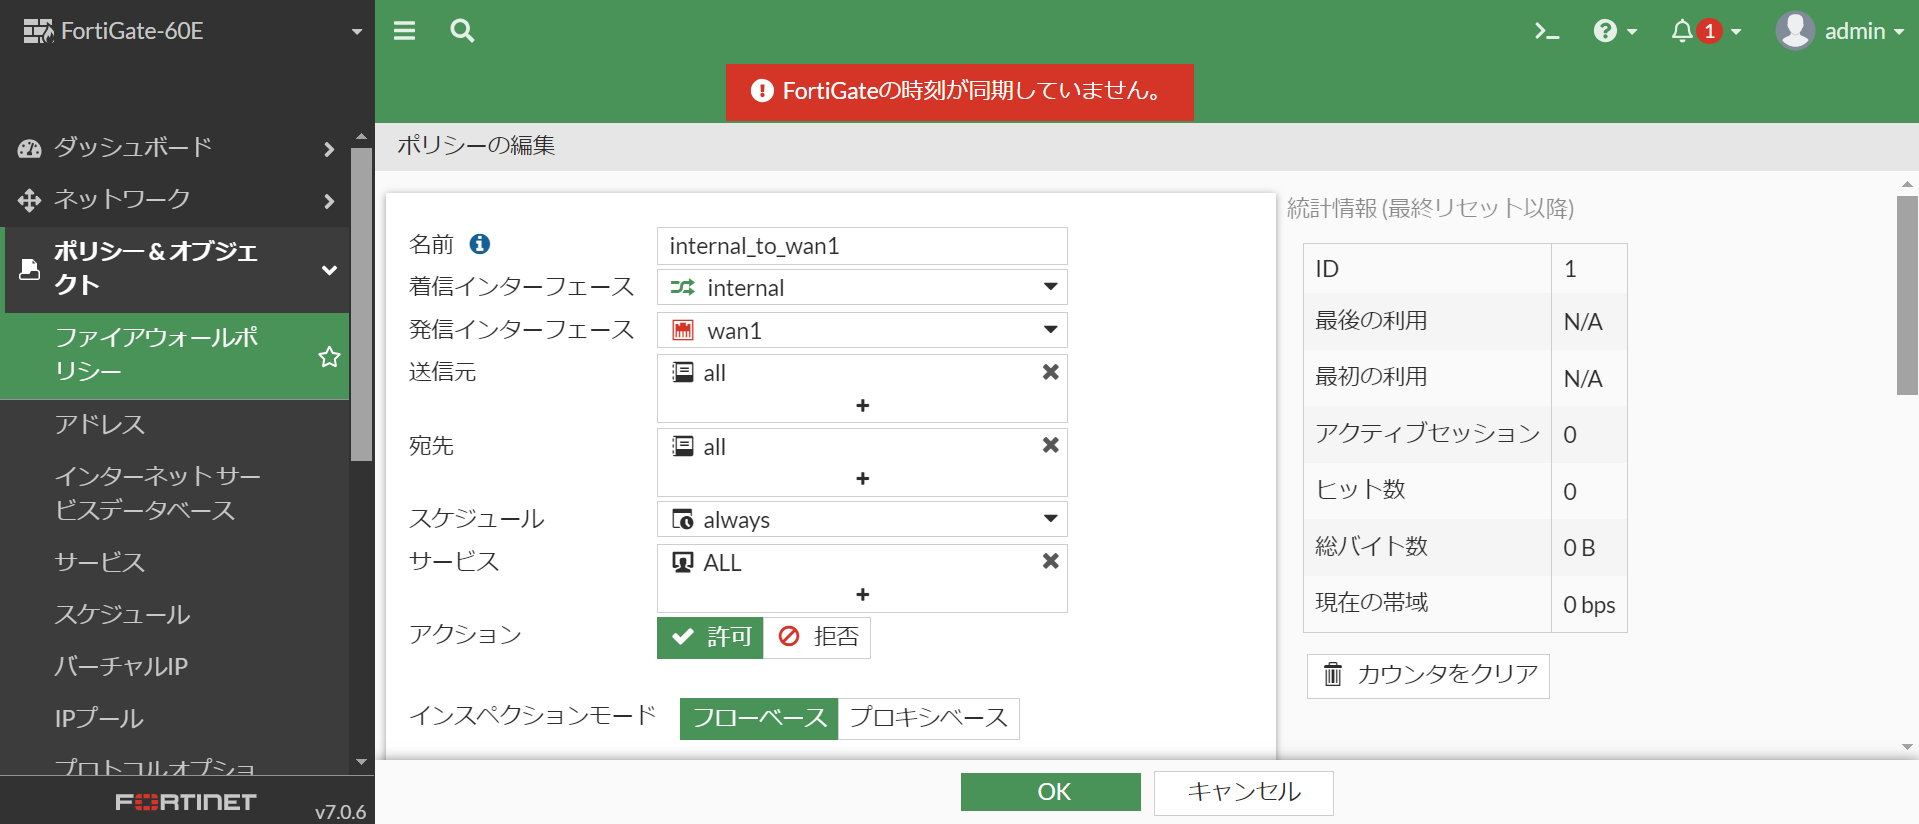 FortiGate-60E
1
admin
FortiGateの時刻が同期していません。
ダッシュボード
ネットワーク
ポリシー & オブジェ
クト
ファイアウォールポ
リシー
アドレス
インターネット サー
ビスデータベース
サービス
スケジュール
バーチャルIP
IPプール
プロトコルオプショ
FORTINET
v7.0.6
ポリシーの編集
名前
internal_to_wan1
着信インターフェース
internal
発信インターフェース
wan1
送信元
all
+
宛先
all
+
スケジュール
always
サービス
ALL
+
アクション
許可
拒否
インスペクションモード
フローベース
プロキシベース
統計情報 (最終リセット以降)
ID 1
最後の利用 N/A
最初の利用 N/A
アクティブセッション 0
ヒット数 0
総バイト数 0 B
現在の帯域 0 bps
カウンタをクリア
OK
キャンセル